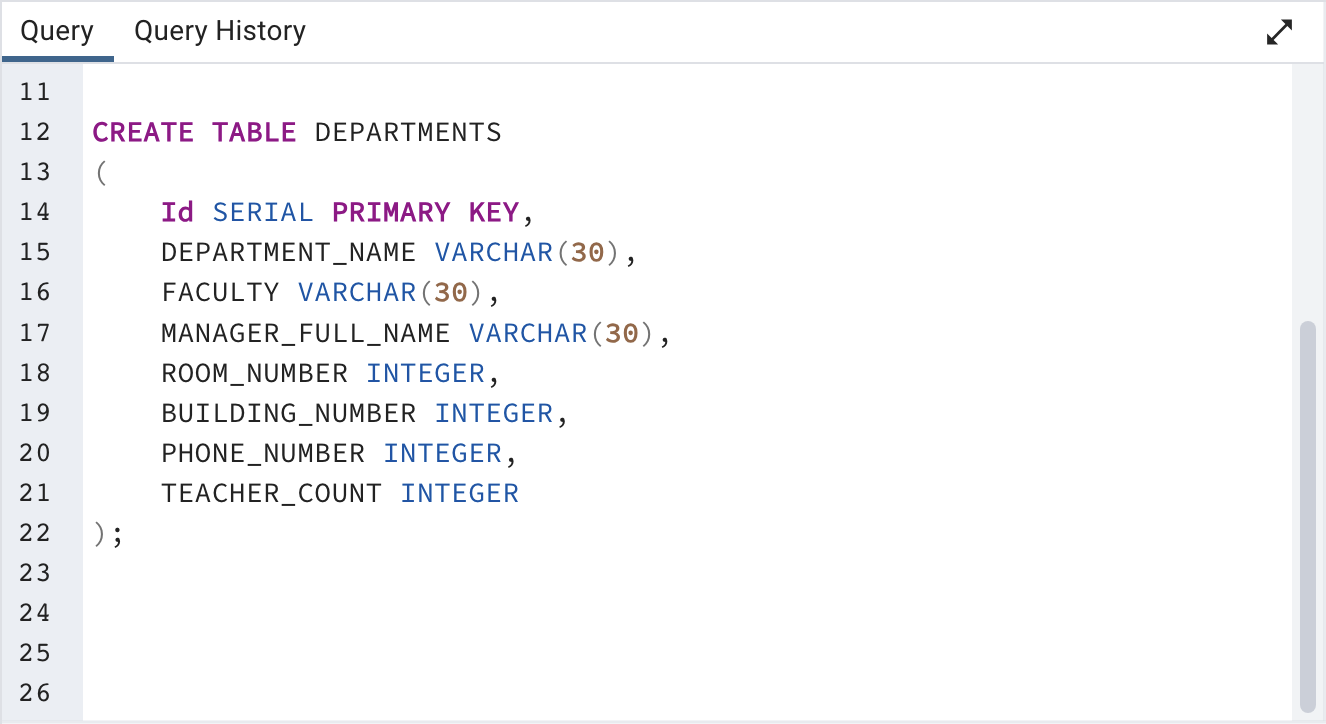 Query Query History
11
12 CREATE TABLE DEPARTMENTS
13 (
14     Id SERIAL PRIMARY KEY,
15     DEPARTMENT_NAME VARCHAR(30),
16     FACULTY VARCHAR(30),
17     MANAGER_FULL_NAME VARCHAR(30),
18     ROOM_NUMBER INTEGER,
19     BUILDING_NUMBER INTEGER,
20     PHONE_NUMBER INTEGER,
21     TEACHER_COUNT INTEGER
22 );
23
24
25
26